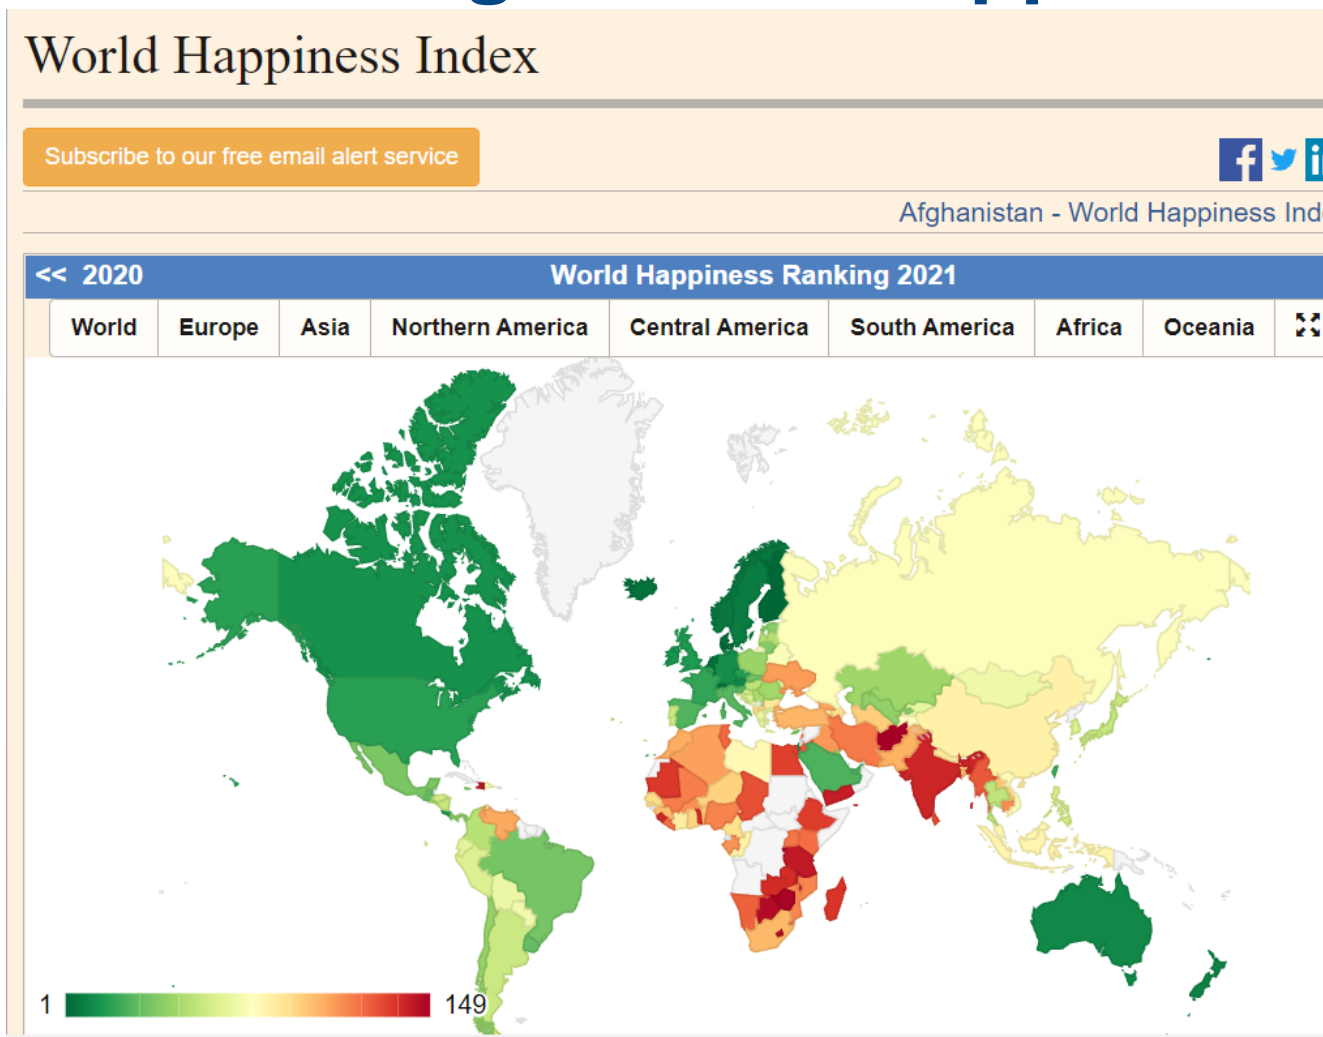 World Happiness Index
Subscribe to our free email alert service
Afghanistan - World Happiness Ind
<< 2020 World Happiness Ranking 2021
World Europe Asia Northern America Central America South America Africa Oceania
1 149